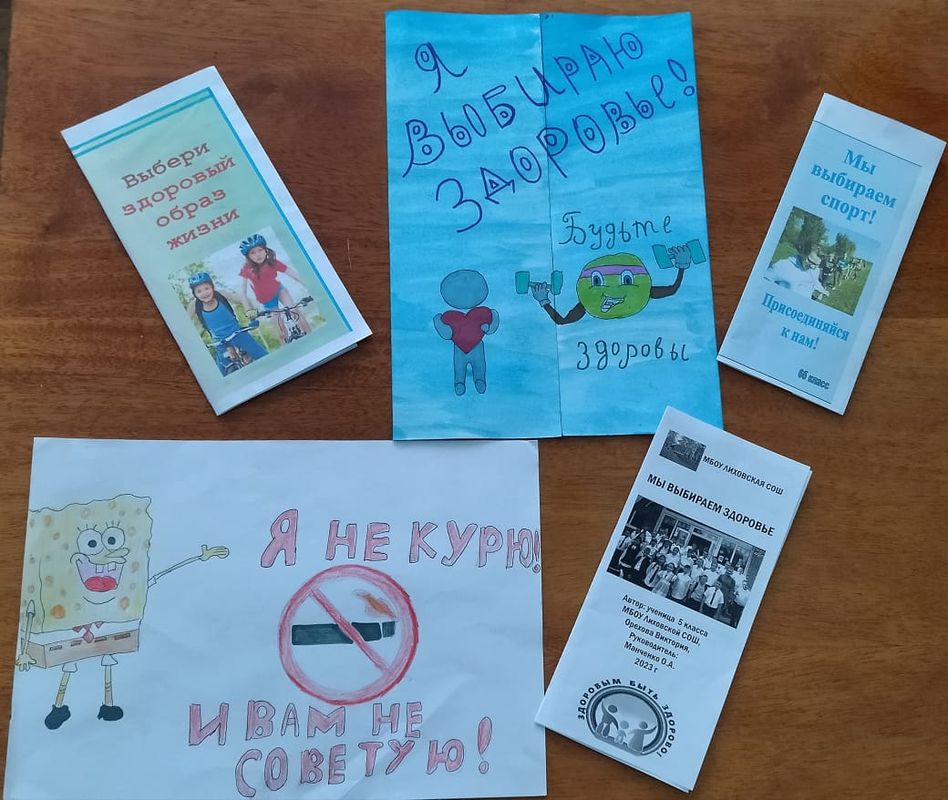 Выбери
здоровый
образ
жизни
Я
ВЫБИРАЮ
ЗДОРОВЬЕ!
Будьте
здоровы
Мы
выбираем
спорт!
Присоединяйся
к нам!
6б класс
Я НЕ КУРЮ!
И ВАМ НЕ
СОВЕТУЮ!
МБОУ ЛИХОВСКАЯ СОШ
МЫ ВЫБИРАЕМ ЗДОРОВЬЕ
Автор: ученица 5 класса
МБОУ Лиховской СОШ,
Орехова Виктория,
Руководитель:
Манченко О.А.
2023 г
ЗДОРОВЫМ БЫТЬ ЗДОРОВО!